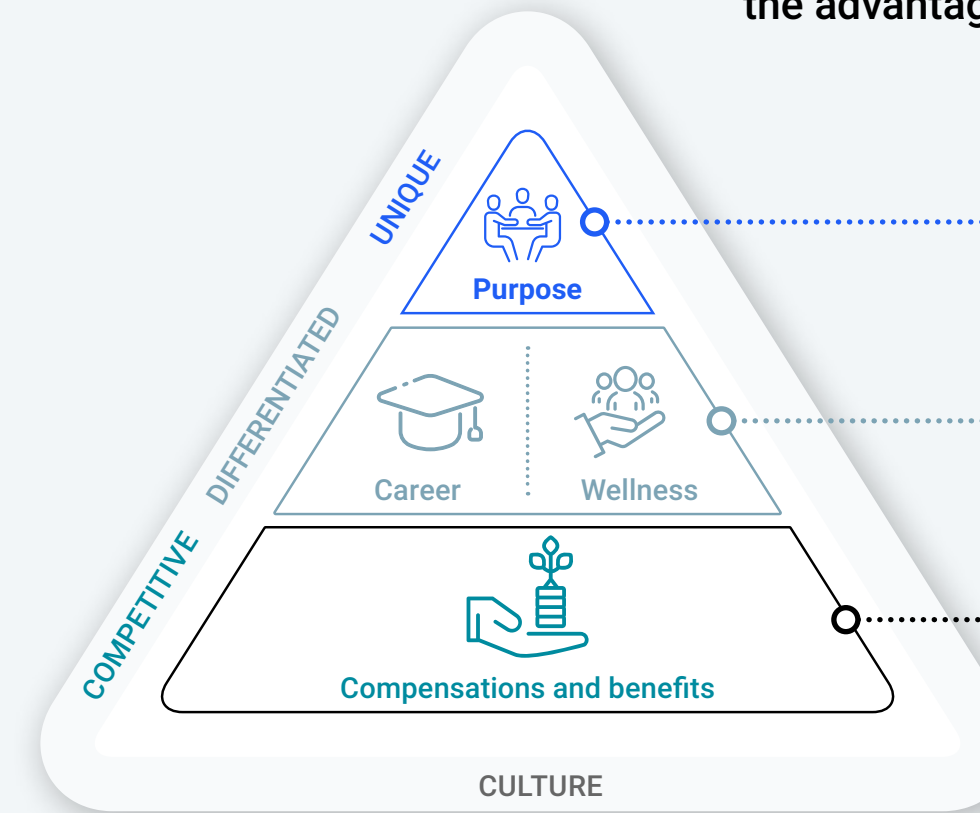 the advantag
UNIQUE
Purpose
DIFFERENTIATED
Career
Wellness
COMPETITIVE
Compensations and benefits
CULTURE